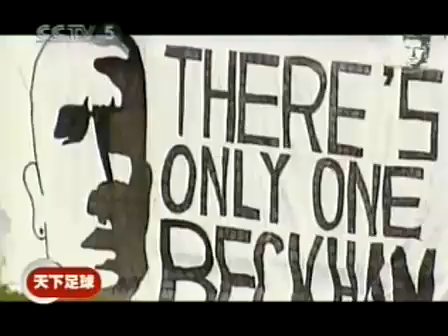 CCTV 5
THERE'S
ONLY ONE
BECKHAM
天下足球